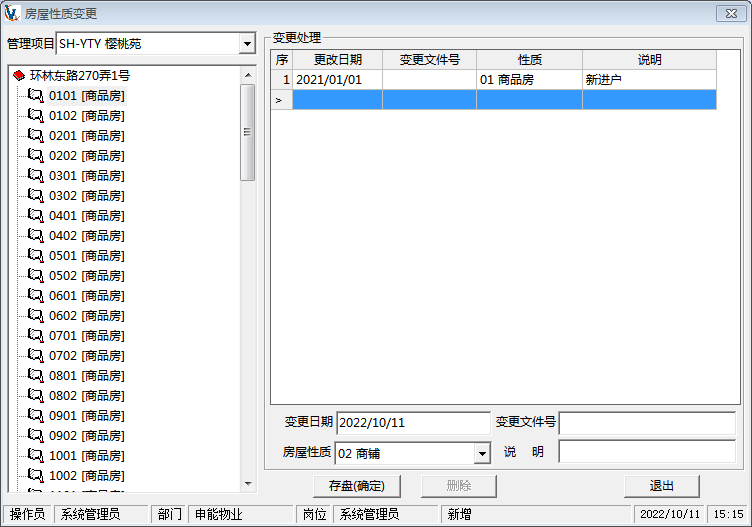 房屋性质变更
管理项目 SH-YTY 樱桃苑
环林东路270弄1号
0101 [商品房]
0102 [商品房]
0201 [商品房]
0202 [商品房]
0301 [商品房]
0302 [商品房]
0401 [商品房]
0402 [商品房]
0501 [商品房]
0502 [商品房]
0601 [商品房]
0602 [商品房]
0701 [商品房]
0702 [商品房]
0801 [商品房]
0802 [商品房]
0901 [商品房]
0902 [商品房]
1001 [商品房]
1002 [商品房]
变更处理
序 更改日期 变更文件号 性质 说明
1 2021/01/01 01 商品房 新进户
>
变更日期 2022/10/11 变更文件号
房屋性质 02 商铺 说 明
存盘(确定) 删除 退出
操作员 系统管理员 部门 申能物业 岗位 系统管理员 新增 2022/10/11 15:15